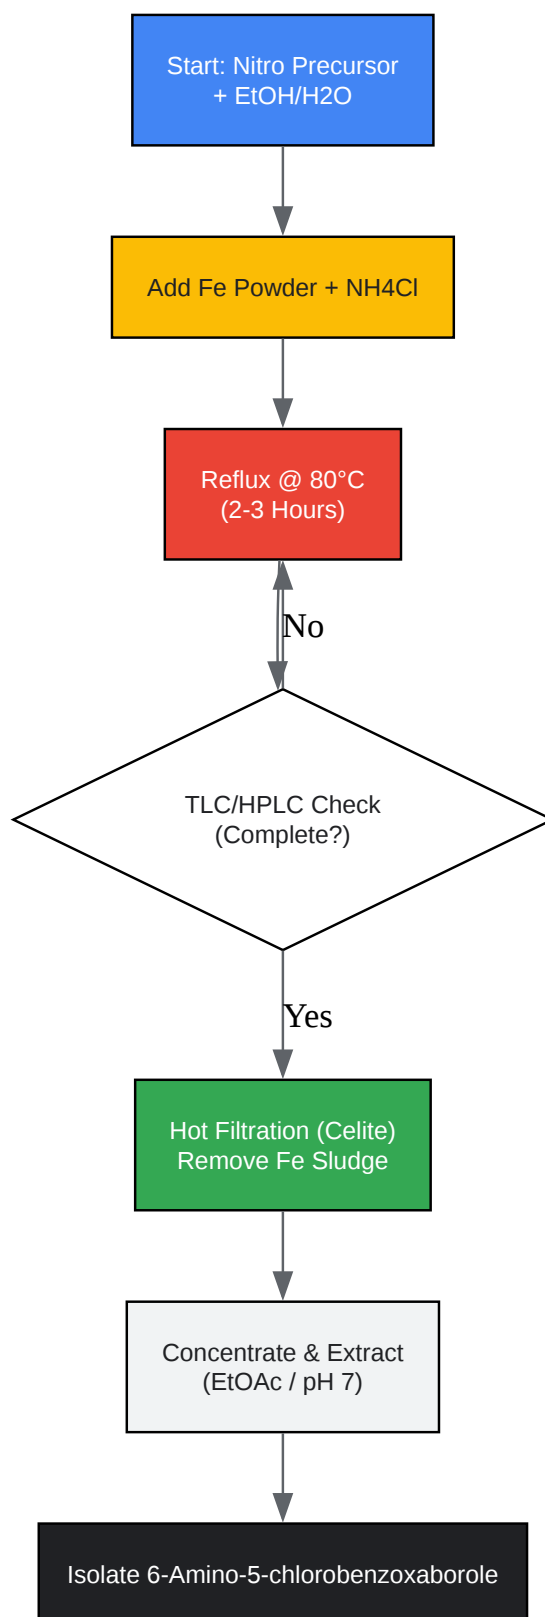 Start: Nitro Precursor
+ EtOH/H2O
Add Fe Powder + NH4Cl
Reflux @ 80°C
(2-3 Hours)
No
TLC/HPLC Check
(Complete?)
Yes
Hot Filtration (Celite)
Remove Fe Sludge
Concentrate & Extract
(EtOAc / pH 7)
Isolate 6-Amino-5-chlorobenzoxaborole